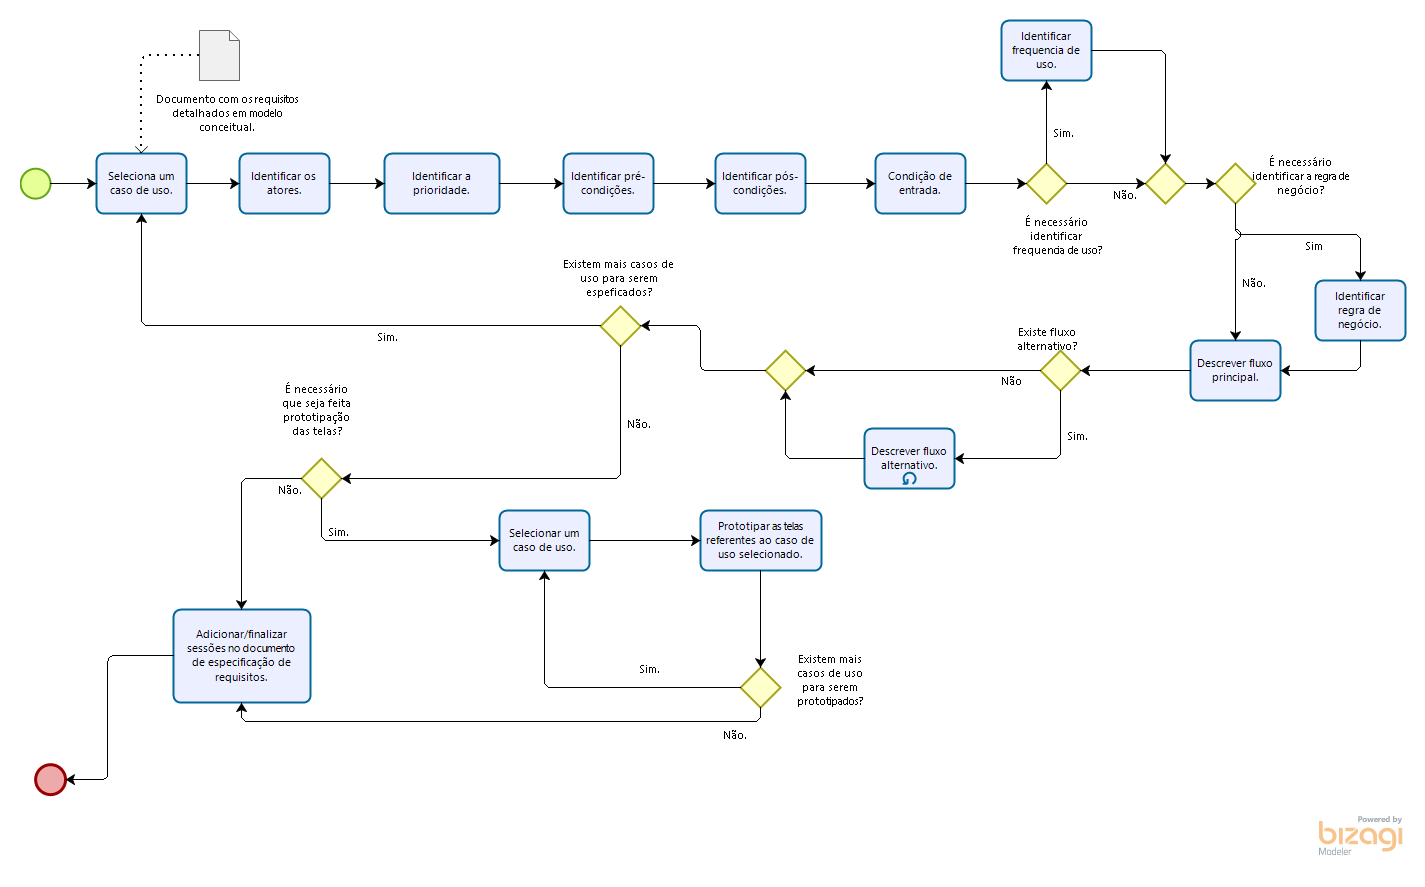 Identificar
frequencia de
uso.
Documento com os requisitos
detalhados em modelo
conceitual.
Sim.
Seleciona um
caso de uso.
Identificar os
atores.
Identificar a
prioridade.
Identificar pré-
condições.
Identificar pós-
condições.
Condição de
entrada.
Não.
É necessário
identificar
frequencia de uso?
É necessário
identificar a regra de
negócio?
Sim
Não.
Identificar
regra de
negócio.
Existem mais casos de
uso para serem
espeficados?
Sim.
Existe fluxo
alternativo?
Não
Descrever fluxo
principal.
Sim.
Descrever fluxo
alternativo.
Não.
É necessário
que seja feita
prototipação
das telas?
Não.
Sim.
Selecionar um
caso de uso.
Prototipar as telas
referentes ao caso de
uso selecionado.
Adicionar/finalizar
sessões no documento
de especificação de
requisitos.
Sim.
Existem mais
casos de uso
para serem
prototipados?
Não.
Powered by
bizagi
Modeler